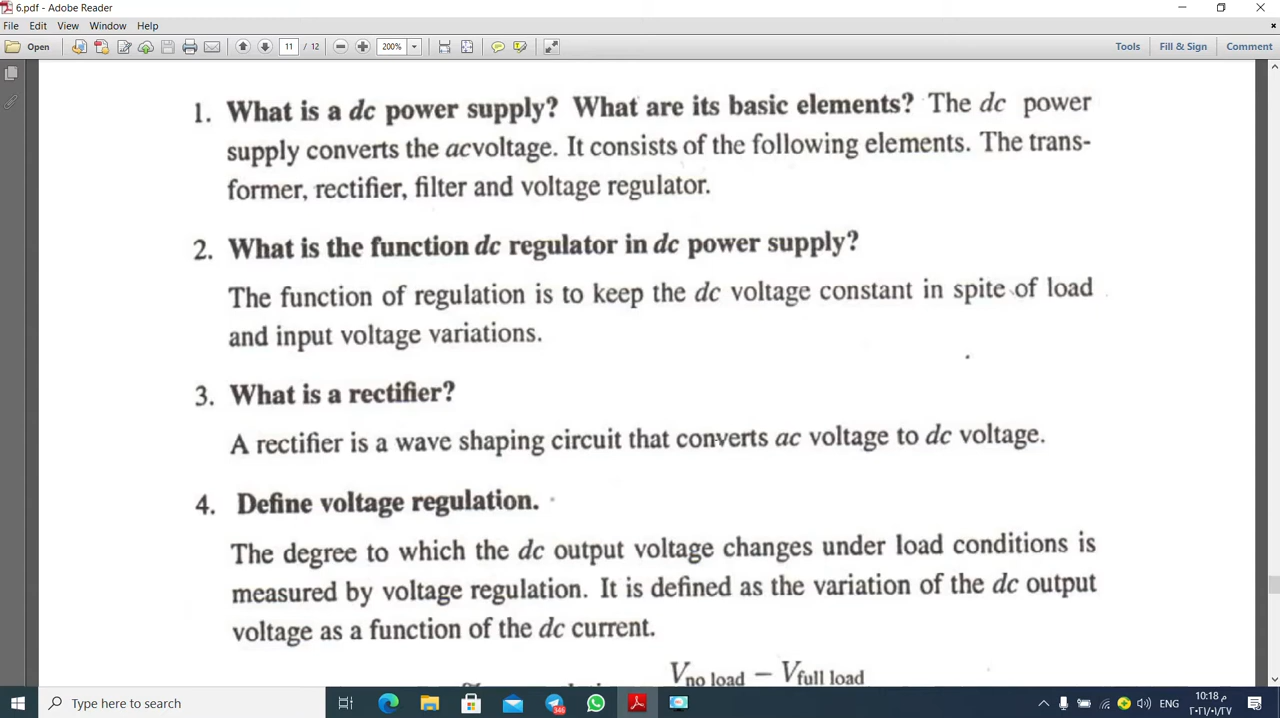 6.pdf - Adobe Reader
File Edit View Window Help
Open 11 / 12 200% Tools Fill & Sign Comment
1. What is a dc power supply? What are its basic elements? The dc power
supply converts the acvoltage. It consists of the following elements. The trans-
former, rectifier, filter and voltage regulator.
2. What is the function dc regulator in dc power supply?
The function of regulation is to keep the dc voltage constant in spite of load
and input voltage variations.
3. What is a rectifier?
A rectifier is a wave shaping circuit that converts ac voltage to dc voltage.
4. Define voltage regulation.
The degree to which the dc output voltage changes under load conditions is
measured by voltage regulation. It is defined as the variation of the dc output
voltage as a function of the dc current.
Vno load – Vfull load
Type here to search ENG 10:18 م